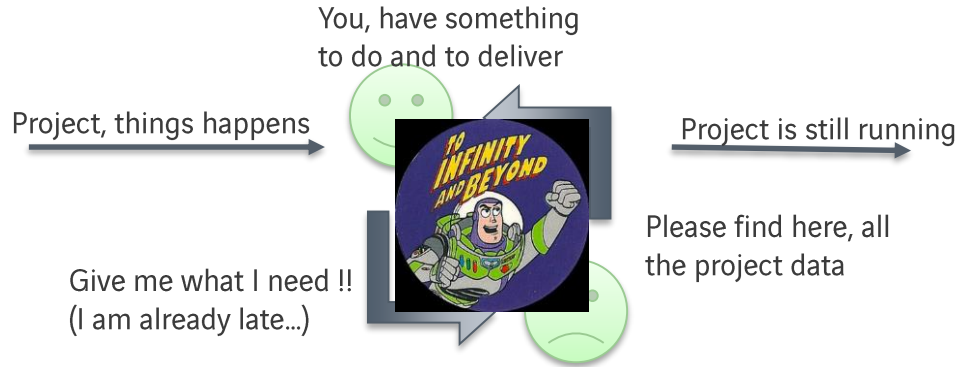 You, have something
to do and to deliver
Project, things happens
Project is still running
TO
INFINITY
AND BEYOND
Please find here, all
the project data
Give me what I need !!
(I am already late…)